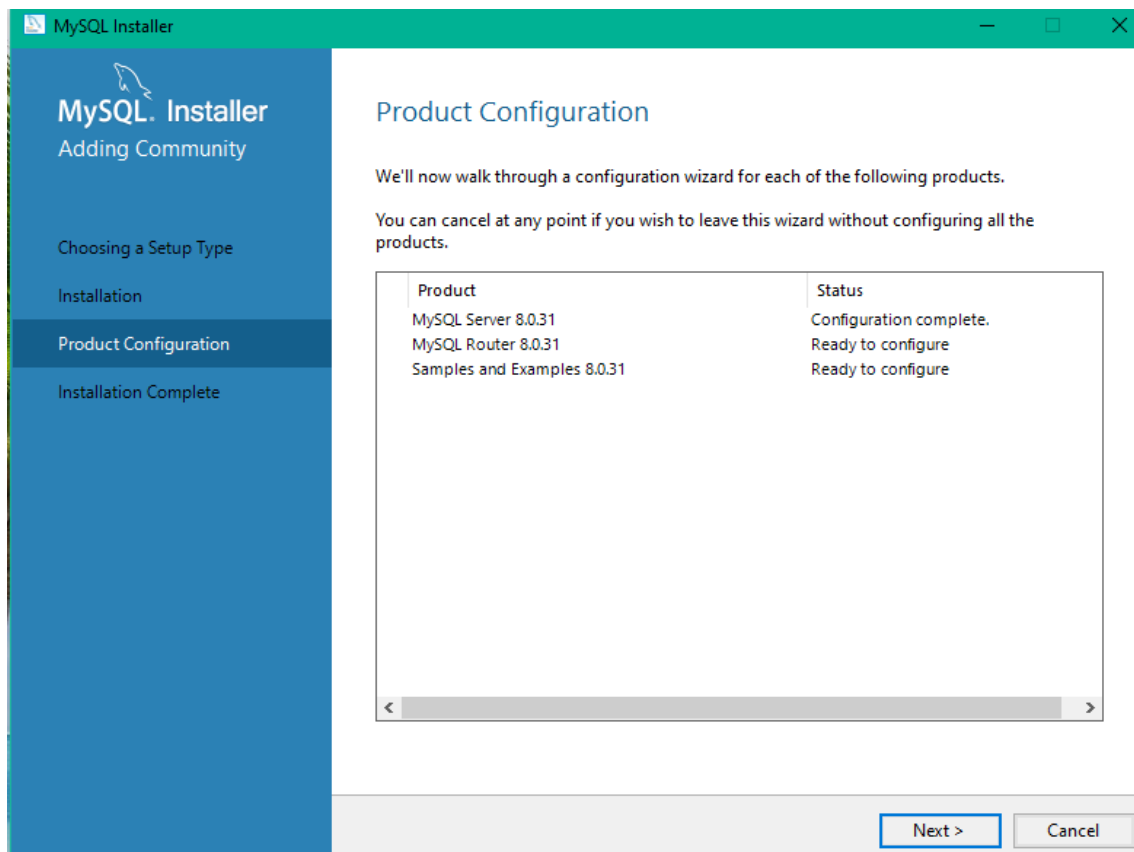 MySQL Installer
MySQL. Installer
Adding Community
Choosing a Setup Type
Installation
Product Configuration
Installation Complete
Product Configuration
We'll now walk through a configuration wizard for each of the following products.
You can cancel at any point if you wish to leave this wizard without configuring all the
products.
Product Status
MySQL Server 8.0.31 Configuration complete.
MySQL Router 8.0.31 Ready to configure
Samples and Examples 8.0.31 Ready to configure
Next > Cancel